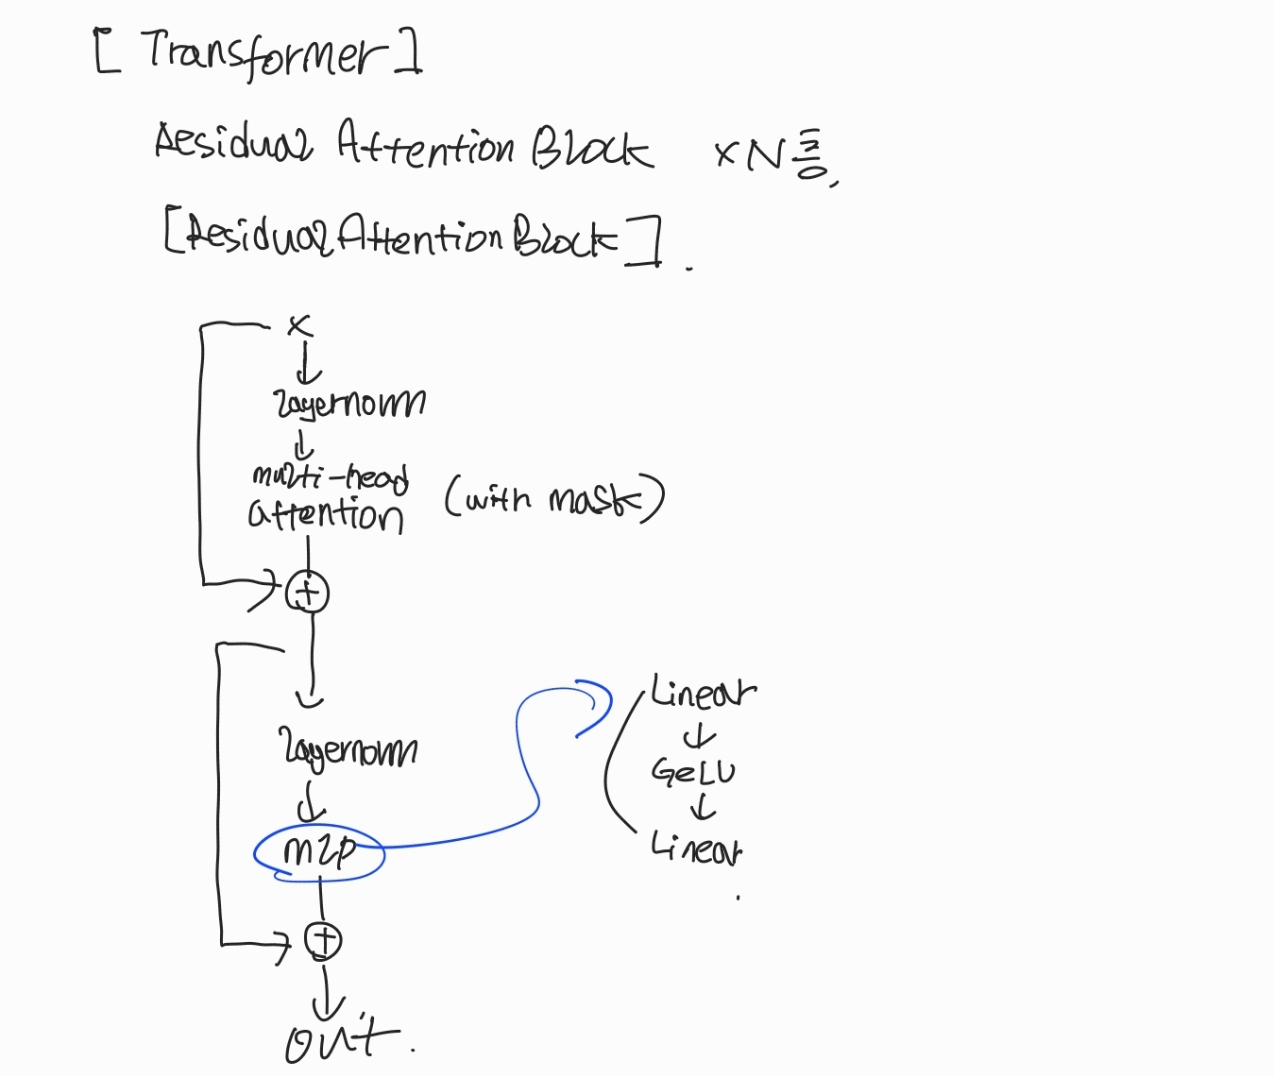 [ Transformer ]
Residual Attention Block ×N층,
[Residual Attention Block].
x
layernorm
multi-head
attention (with mask)
+
layernorm
mlp
+
out.
Linear
GeLU
Linear